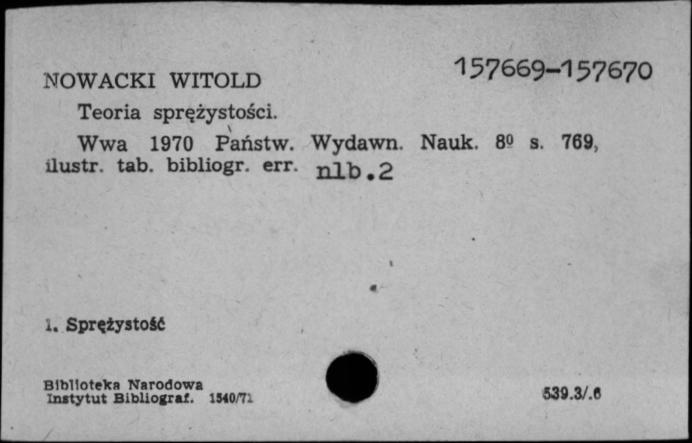 157669-157670
NOWACKI WITOLD
Teoria sprężystości.
Wwa 1970 Państw. Wydawn. Nauk. 8º s. 769,
ilustr. tab. bibliogr. err. nlb.2
1. Sprężystość
Biblioteka Narodowa
Instytut Bibliograf. 1540/71
539.3/.6